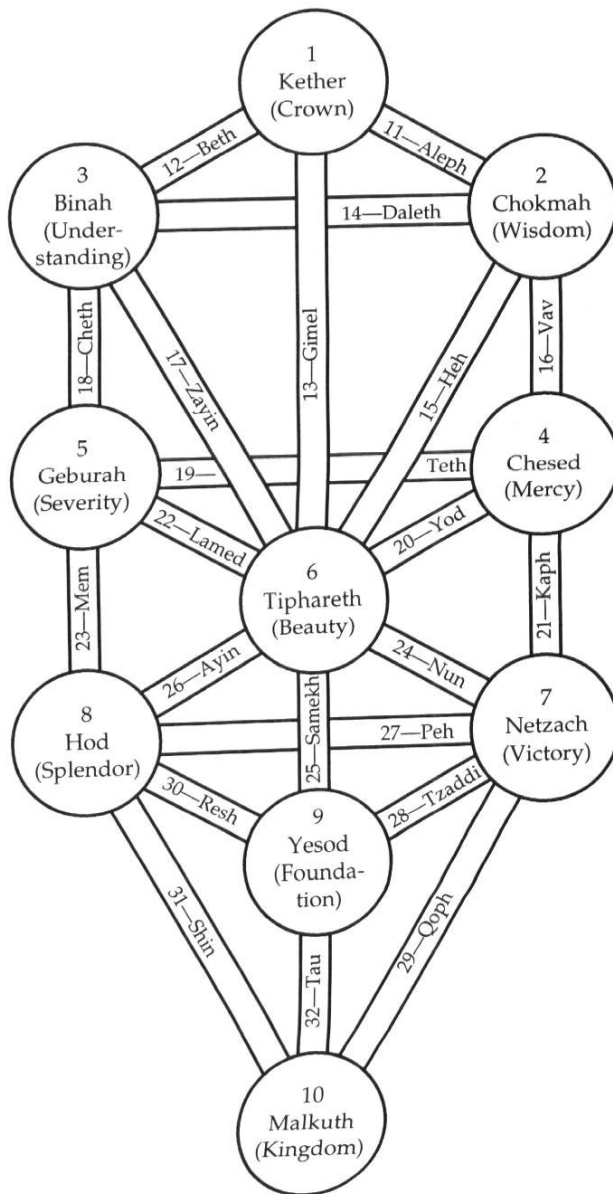 1
Kether
(Crown)
12—Beth
11—Aleph
3
Binah
(Under-
standing)
2
Chokmah
(Wisdom)
14—Daleth
13—Gimel
18—Cheth
17—Zayin
15—Heh
16—Vav
5
Geburah
(Severity)
19—
Teth
4
Chesed
(Mercy)
22—Lamed
20—Yod
6
Tiphareth
(Beauty)
23—Mem
21—Kaph
26—Ayin
25—Samekh
24—Nun
8
Hod
(Splendor)
27—Peh
7
Netzach
(Victory)
30—Resh
28—Tzaddi
9
Yesod
(Founda-
tion)
31—Shin
32—Tau
29—Qoph
10
Malkuth
(Kingdom)